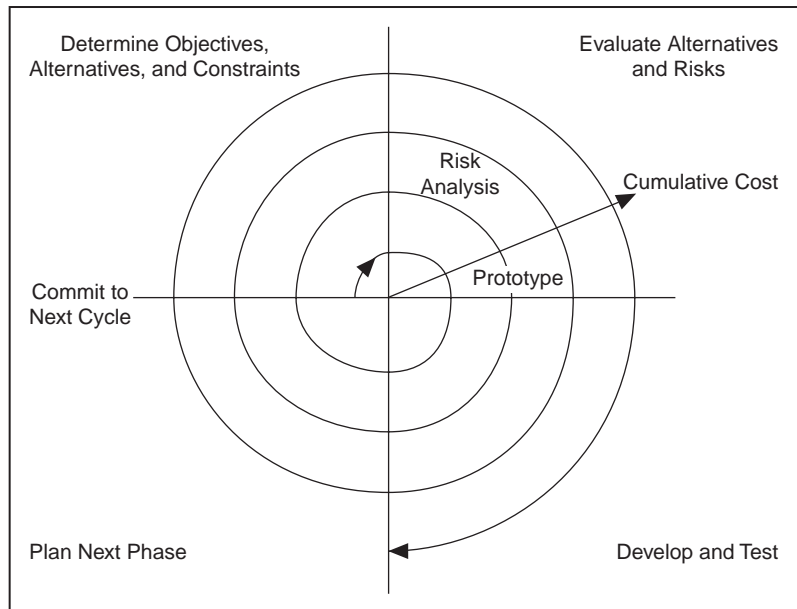 Determine Objectives,
Alternatives, and Constraints
Evaluate Alternatives
and Risks
Risk
Analysis
Cumulative Cost
Prototype
Commit to
Next Cycle
Plan Next Phase
Develop and Test